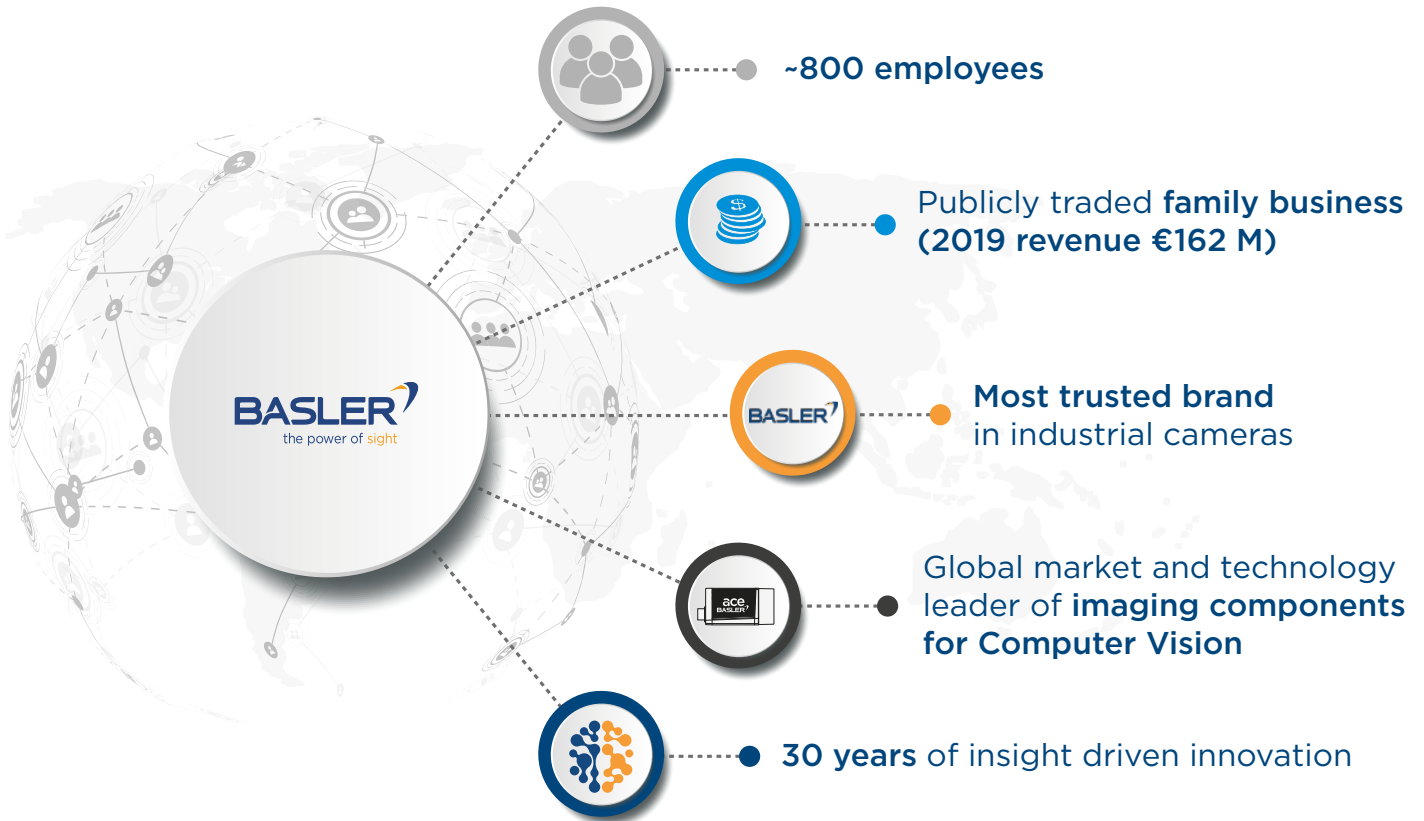 ~800 employees
Publicly traded family business
(2019 revenue €162 M)
BASLER
the power of sight
BASLER
Most trusted brand
in industrial cameras
Global market and technology
leader of imaging components
for Computer Vision
ace
BASLER
30 years of insight driven innovation